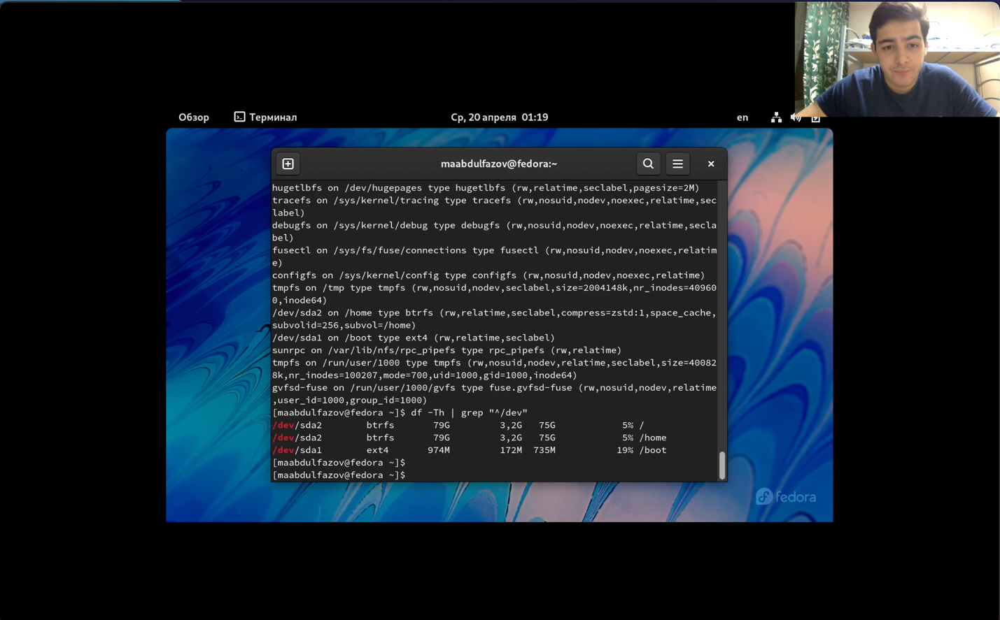 Обзор Терминал Ср, 20 апреля 01:19 en
maabdulfazov@fedora:~
hugetlbfs on /dev/hugepages type hugetlbfs (rw,relatime,seclabel,pagesize=2M)
tracefs on /sys/kernel/tracing type tracefs (rw,nosuid,nodev,noexec,relatime,sec
label)
debugfs on /sys/kernel/debug type debugfs (rw,nosuid,nodev,noexec,relatime,secla
bel)
fusectl on /sys/fs/fuse/connections type fusectl (rw,nosuid,nodev,noexec,relatim
e)
configfs on /sys/kernel/config type configfs (rw,nosuid,nodev,noexec,relatime)
tmpfs on /tmp type tmpfs (rw,nosuid,nodev,seclabel,size=2004148k,nr_inodes=40960
0,inode64)
/dev/sda2 on /home type btrfs (rw,relatime,seclabel,compress=zstd:1,space_cache,
subvolid=256,subvol=/home)
/dev/sda1 on /boot type ext4 (rw,relatime,seclabel)
sunrpc on /var/lib/nfs/rpc_pipefs type rpc_pipefs (rw,relatime)
tmpfs on /run/user/1000 type tmpfs (rw,nosuid,nodev,relatime,seclabel,size=40082
8k,nr_inodes=100207,mode=700,uid=1000,gid=1000,inode64)
gvfsd-fuse on /run/user/1000/gvfs type fuse.gvfsd-fuse (rw,nosuid,nodev,relatime
,user_id=1000,group_id=1000)
[maabdulfazov@fedora ~]$ df -Th | grep "^/dev"
/dev/sda2 btrfs 79G 3,2G 75G 5% /
/dev/sda2 btrfs 79G 3,2G 75G 5% /home
/dev/sda1 ext4 974M 172M 735M 19% /boot
[maabdulfazov@fedora ~]$
[maabdulfazov@fedora ~]$
fedora